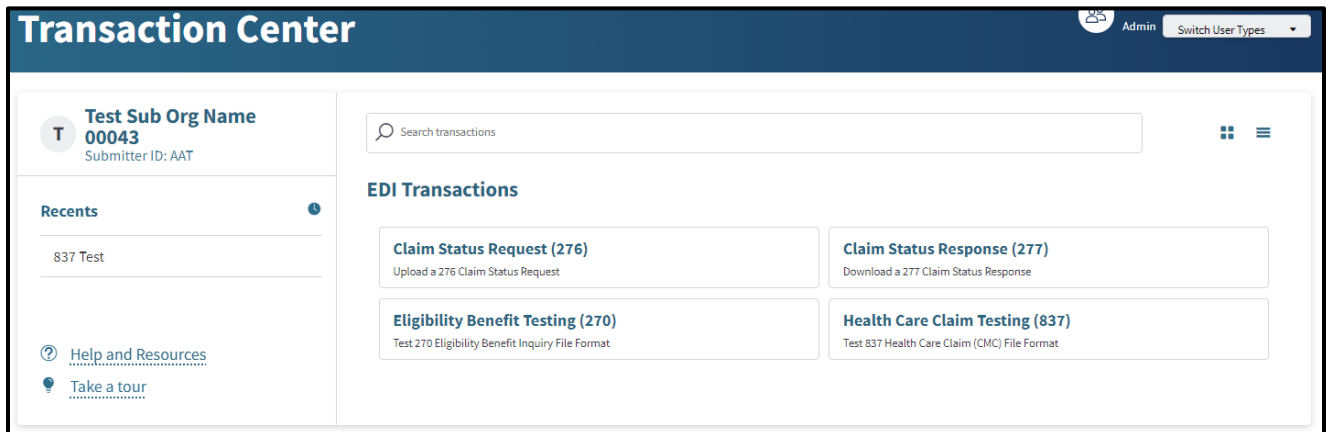 Transaction Center
Admin
Switch User Types
T
Test Sub Org Name
00043
Submitter ID: AAT
Recents
837 Test
Help and Resources
Take a tour
Search transactions
EDI Transactions
Claim Status Request (276)
Upload a 276 Claim Status Request
Claim Status Response (277)
Download a 277 Claim Status Response
Eligibility Benefit Testing (270)
Test 270 Eligibility Benefit Inquiry File Format
Health Care Claim Testing (837)
Test 837 Health Care Claim (CMC) File Format